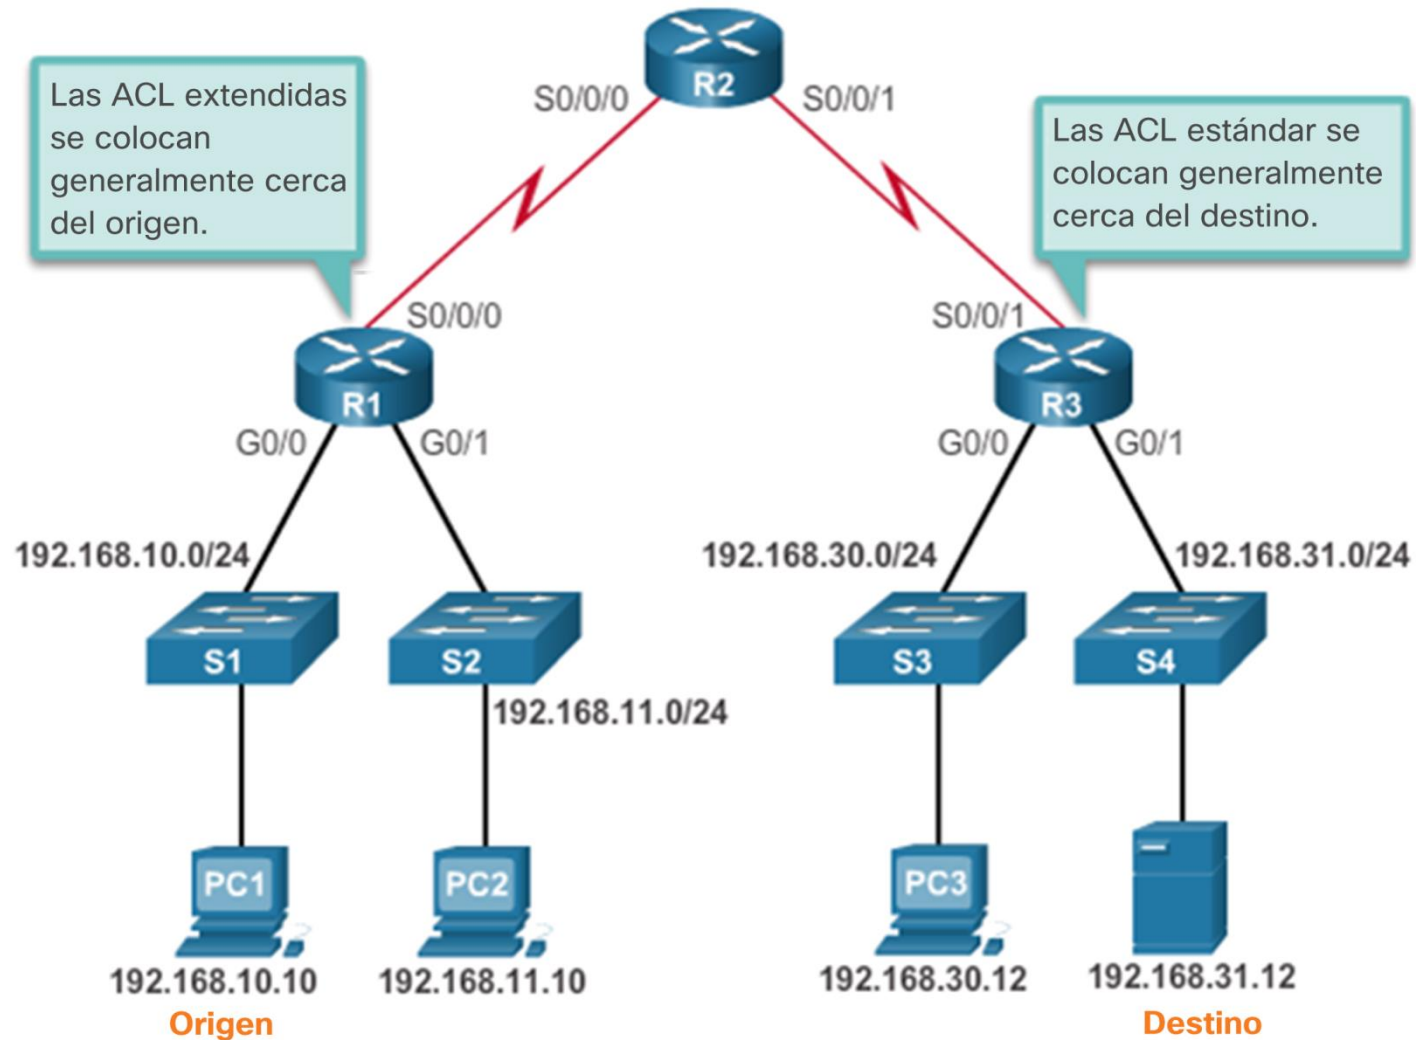 R2
S0/0/0
S0/0/1
Las ACL extendidas
se colocan
generalmente cerca
del origen.
Las ACL estándar se
colocan generalmente
cerca del destino.
S0/0/0
S0/0/1
R1
R3
G0/0
G0/1
G0/0
G0/1
192.168.10.0/24
192.168.30.0/24
192.168.31.0/24
S1
S2
S3
S4
192.168.11.0/24
PC1
PC2
PC3
192.168.10.10
192.168.11.10
192.168.30.12
192.168.31.12
Origen
Destino